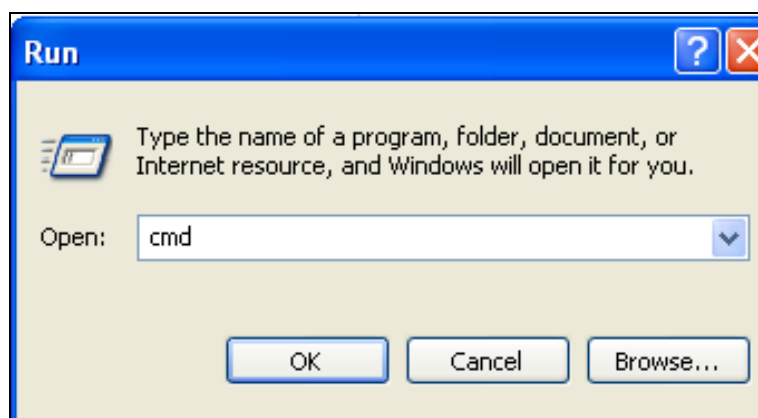 Run
Type the name of a program, folder, document, or
Internet resource, and Windows will open it for you.
Open: cmd
OK Cancel Browse...